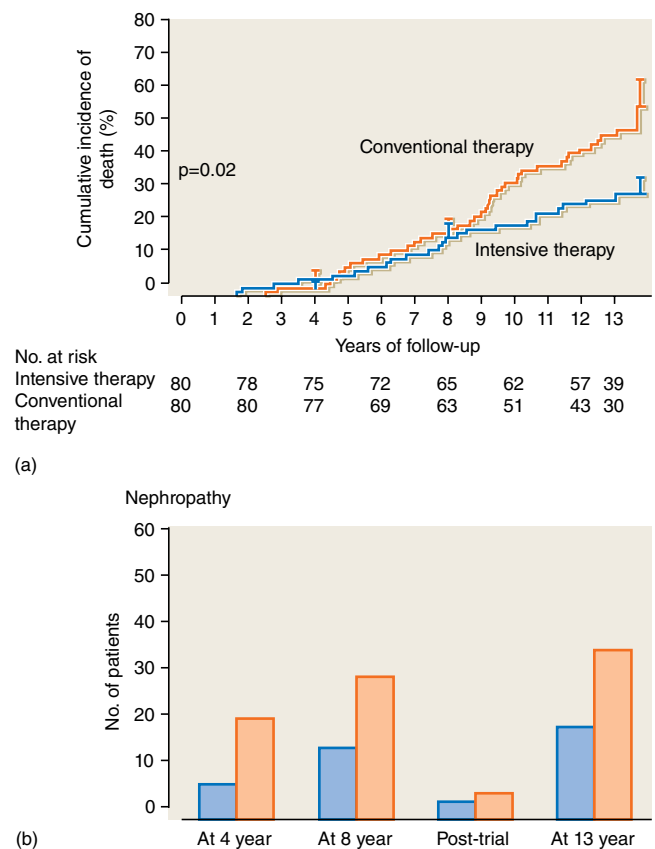 80
70
60
50
40
30
20
10
0
Cumulative incidence of
death (%)
p=0.02
Conventional therapy
Intensive therapy
0 1 2 3 4 5 6 7 8 9 10 11 12 13
Years of follow-up
No. at risk
Intensive therapy 80 78 75 72 65 62 57 39
Conventional 80 80 77 69 63 51 43 30
therapy
(a)
Nephropathy
60
50
40
30
20
10
0
No. of patients
At 4 year At 8 year Post-trial At 13 year
(b)